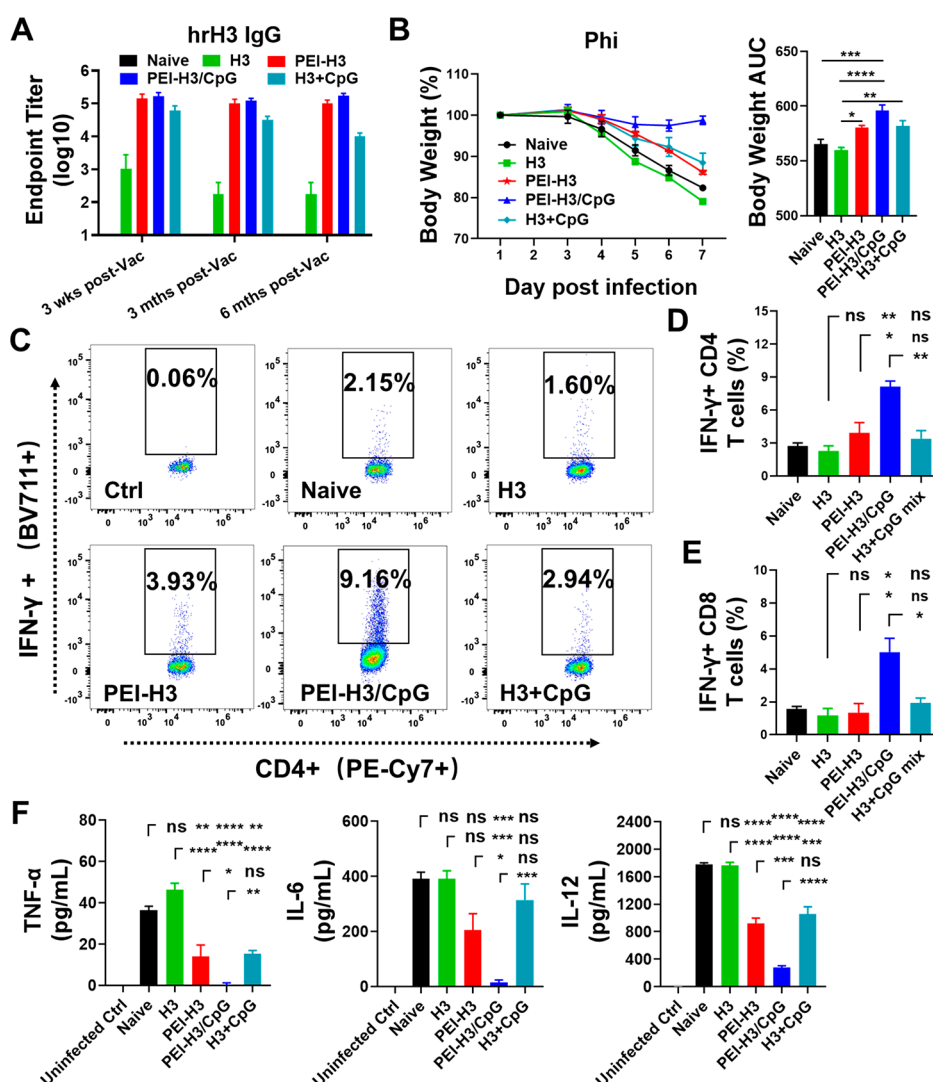 A
hrH3 IgG
Naive H3 PEI-H3
PEI-H3/CpG H3+CpG
Endpoint Titer
(log10)
6
5
4
3
2
1
3 wks post-Vac
3 mths post-Vac
6 mths post-Vac
B
Phi
Body Weight (%)
110
100
90
80
70
Naive
H3
PEI-H3
PEI-H3/CpG
H3+CpG
1 2 3 4 5 6 7
Day post infection
Body Weight AUC
650
600
550
500
***
****
**
*
Naive
H3
PEI-H3
PEI-H3/CpG
H3+CpG
C
IFN-γ + (BV711+)
0.06%
Ctrl
2.15%
Naive
1.60%
H3
3.93%
PEI-H3
9.16%
PEI-H3/CpG
2.94%
H3+CpG
10⁵
10⁴
10³
0
-10³
-10³ 0 10³ 10⁴ 10⁵
CD4+ (PE-Cy7+)
D
IFN-γ+ CD4
T cells (%)
15
12
9
6
3
0
ns ** ns
* ns
**
Naive
H3
PEI-H3
PEI-H3/CpG
H3+CpG mix
E
IFN-γ+ CD8
T cells (%)
10
8
6
4
2
0
ns * ns
* ns
*
Naive
H3
PEI-H3
PEI-H3/CpG
H3+CpG mix
F
TNF-α
(pg/mL)
80
60
40
20
0
ns ** **** **
**** **** ****
* ns
**
Uninfected Ctrl
Naive
H3
PEI-H3
PEI-H3/CpG
H3+CpG
IL-6
(pg/mL)
600
400
200
0
ns ns *** ns
ns *** ns
* ns
***
Uninfected Ctrl
Naive
H3
PEI-H3
PEI-H3/CpG
H3+CpG
IL-12
(pg/mL)
2400
2000
1600
1200
800
400
0
ns **** **** ****
**** **** ***
*** ns
****
Uninfected Ctrl
Naive
H3
PEI-H3
PEI-H3/CpG
H3+CpG